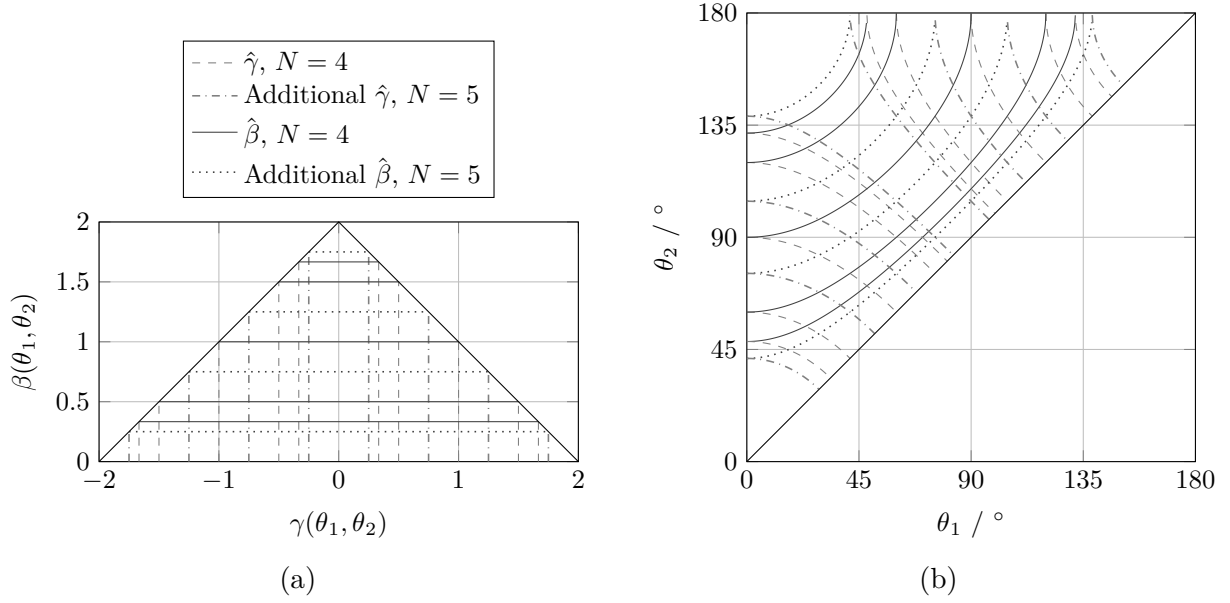 γ̂, N = 4
Additional γ̂, N = 5
β̂, N = 4
Additional β̂, N = 5
2
1.5
1
0.5
0
β(θ₁, θ₂)
−2 −1 0 1 2
γ(θ₁, θ₂)
(a)
180
135
90
45
0
θ₂ / °
0 45 90 135 180
θ₁ / °
(b)